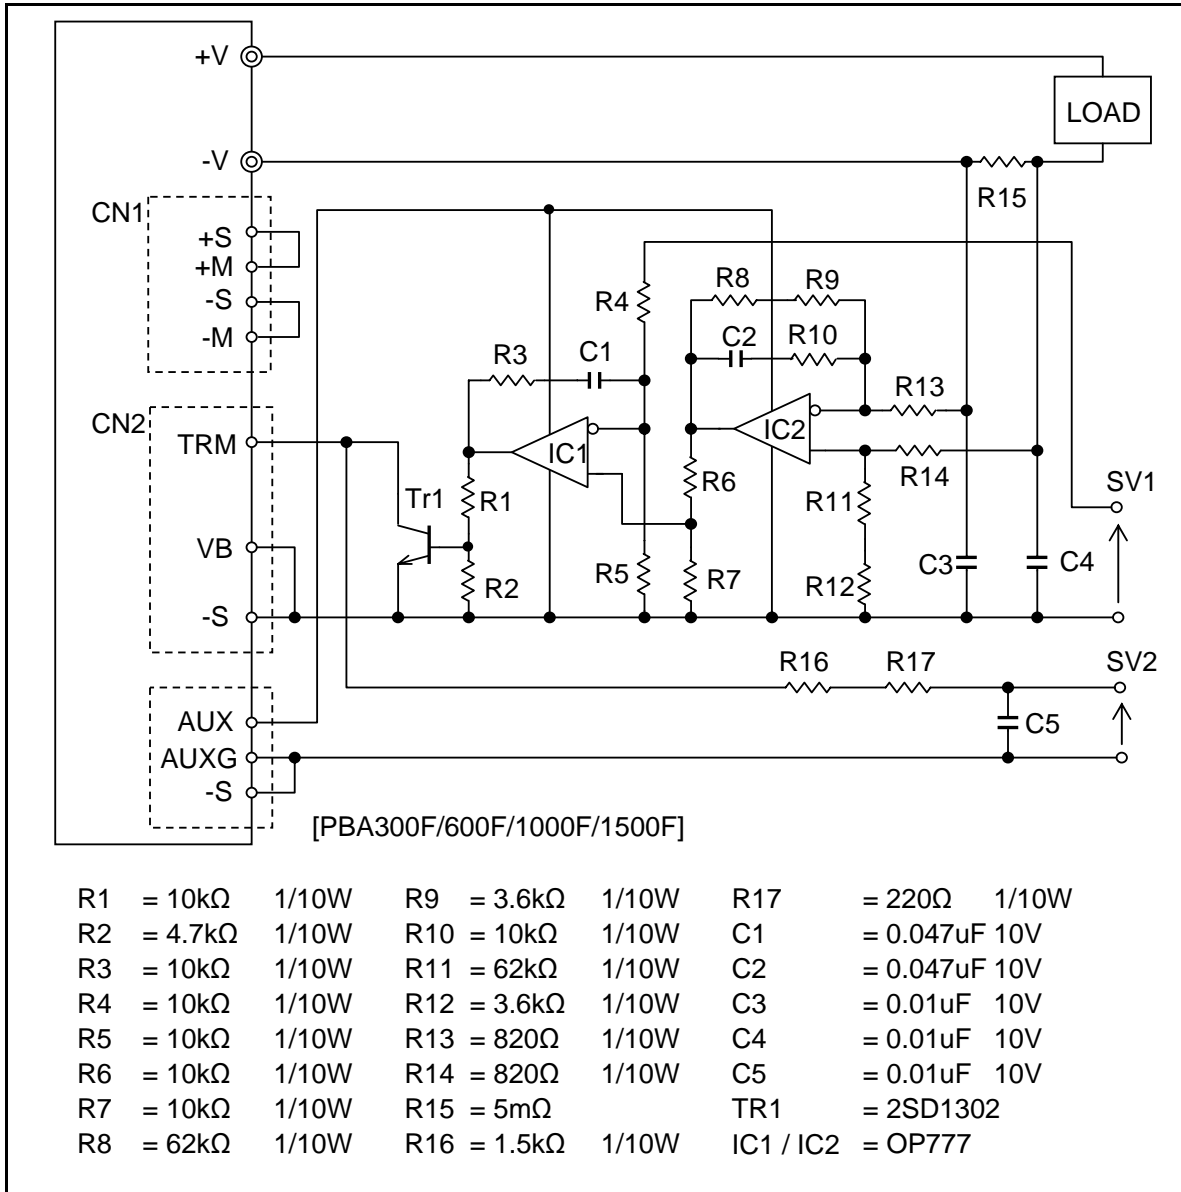 +V
LOAD
-V
R15
CN1
+S
+M
-S
-M
R4
R8 R9
C2 R10
R3 C1
R13
CN2
TRM
IC1
IC2
R14
Tr1
R1
R6
R11
SV1
VB
R2
R5
R7
R12
C3
C4
-S
R16 R17
SV2
AUX
C5
AUXG
-S
[PBA300F/600F/1000F/1500F]
R1 = 10kΩ 1/10W R9 = 3.6kΩ 1/10W R17 = 220Ω 1/10W
R2 = 4.7kΩ 1/10W R10 = 10kΩ 1/10W C1 = 0.047uF 10V
R3 = 10kΩ 1/10W R11 = 62kΩ 1/10W C2 = 0.047uF 10V
R4 = 10kΩ 1/10W R12 = 3.6kΩ 1/10W C3 = 0.01uF 10V
R5 = 10kΩ 1/10W R13 = 820Ω 1/10W C4 = 0.01uF 10V
R6 = 10kΩ 1/10W R14 = 820Ω 1/10W C5 = 0.01uF 10V
R7 = 10kΩ 1/10W R15 = 5mΩ TR1 = 2SD1302
R8 = 62kΩ 1/10W R16 = 1.5kΩ 1/10W IC1 / IC2 = OP777